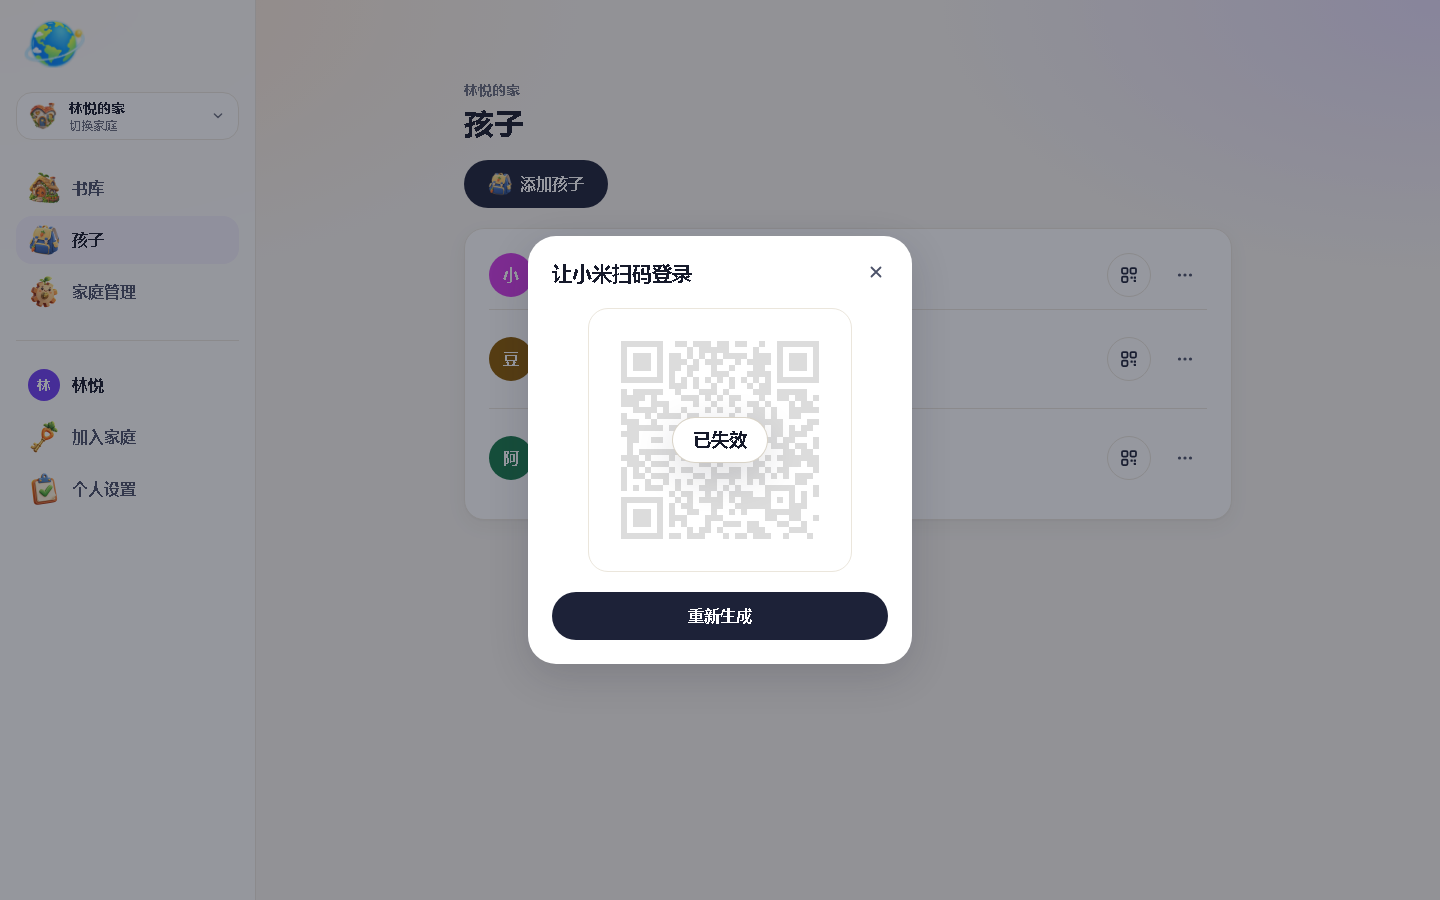 林悦的家
切换家庭
书库
孩子
家庭管理
林
林悦
加入家庭
个人设置
林悦的家
孩子
添加孩子
小
豆
阿
让小米扫码登录
已失效
重新生成